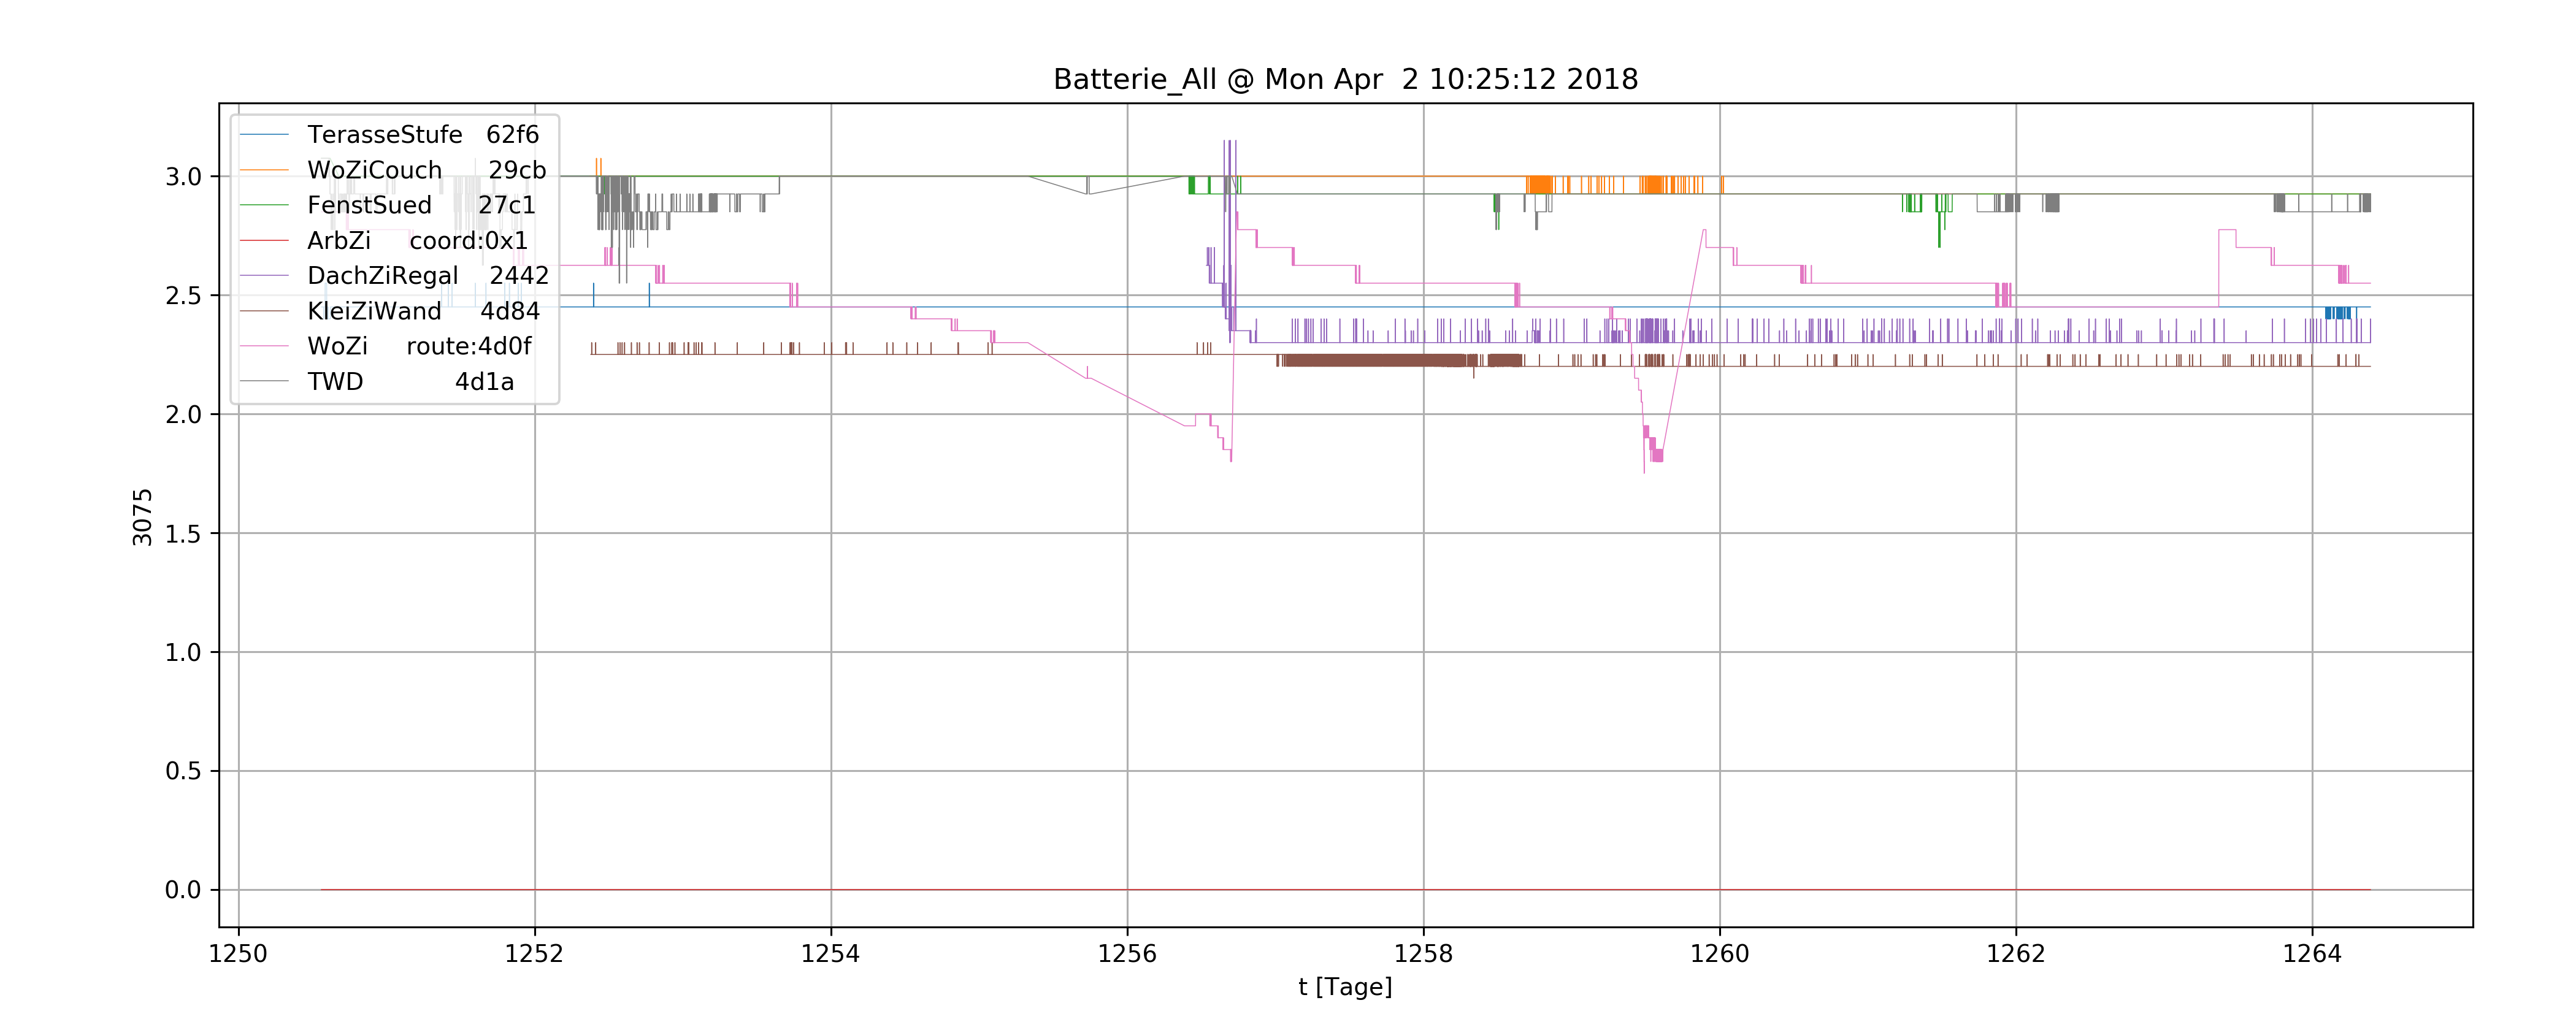 Batterie_All @ Mon Apr  2 10:25:12 2018
TerasseStufe 62f6
WoZiCouch 29cb
FenstSued 27c1
ArbZi coord:0x1
DachZiRegal 2442
KleiZiWand 4d84
WoZi route:4d0f
TWD 4d1a
3.0
2.5
2.0
1.5
1.0
0.5
0.0
3075
1250 1252 1254 1256 1258 1260 1262 1264
t [Tage]